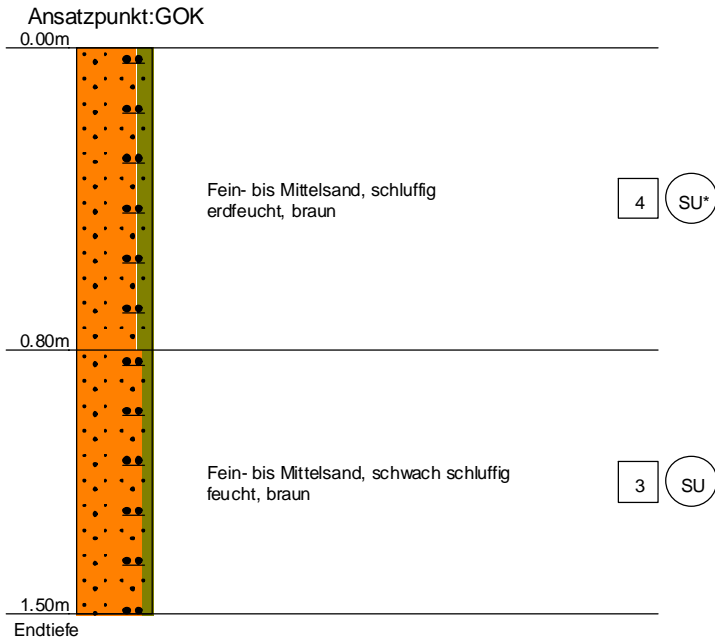 Ansatzpunkt:GOK
0.00m
Fein- bis Mittelsand, schluffig
erdfeucht, braun
4 SU*
0.80m
Fein- bis Mittelsand, schwach schluffig
feucht, braun
3 SU
1.50m
Endtiefe